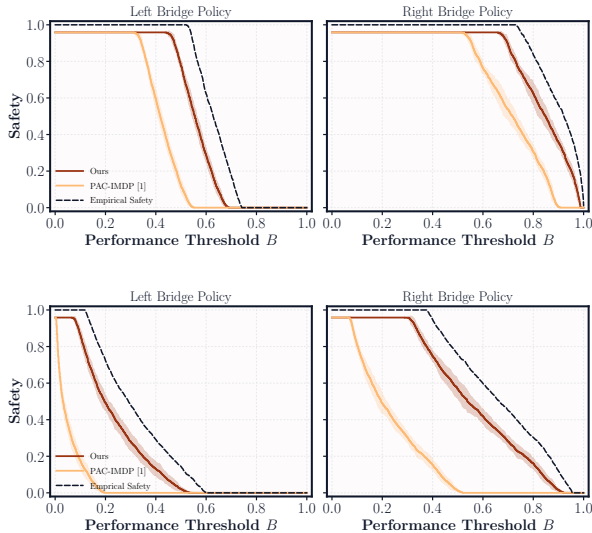 Left Bridge Policy
Right Bridge Policy
Safety
1.0
0.8
0.6
0.4
0.2
0.0
Ours
PAC-IMDP [1]
Empirical Safety
0.0 0.2 0.4 0.6 0.8 1.0
0.0 0.2 0.4 0.6 0.8 1.0
Performance Threshold B
Performance Threshold B
Left Bridge Policy
Right Bridge Policy
Safety
1.0
0.8
0.6
0.4
0.2
0.0
Ours
PAC-IMDP [1]
Empirical Safety
0.0 0.2 0.4 0.6 0.8 1.0
0.0 0.2 0.4 0.6 0.8 1.0
Performance Threshold B
Performance Threshold B